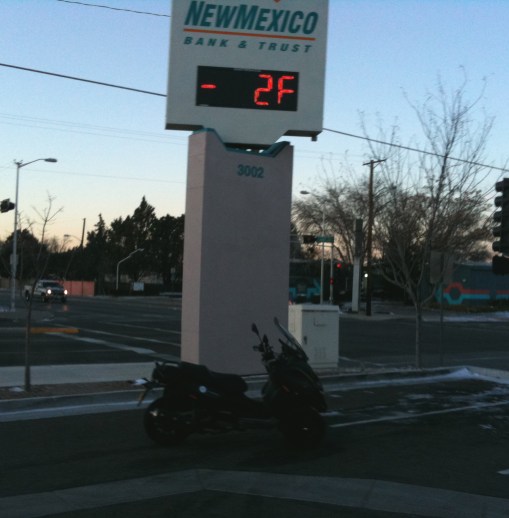 NEWMEXICO
BANK & TRUST
- 2F
3002